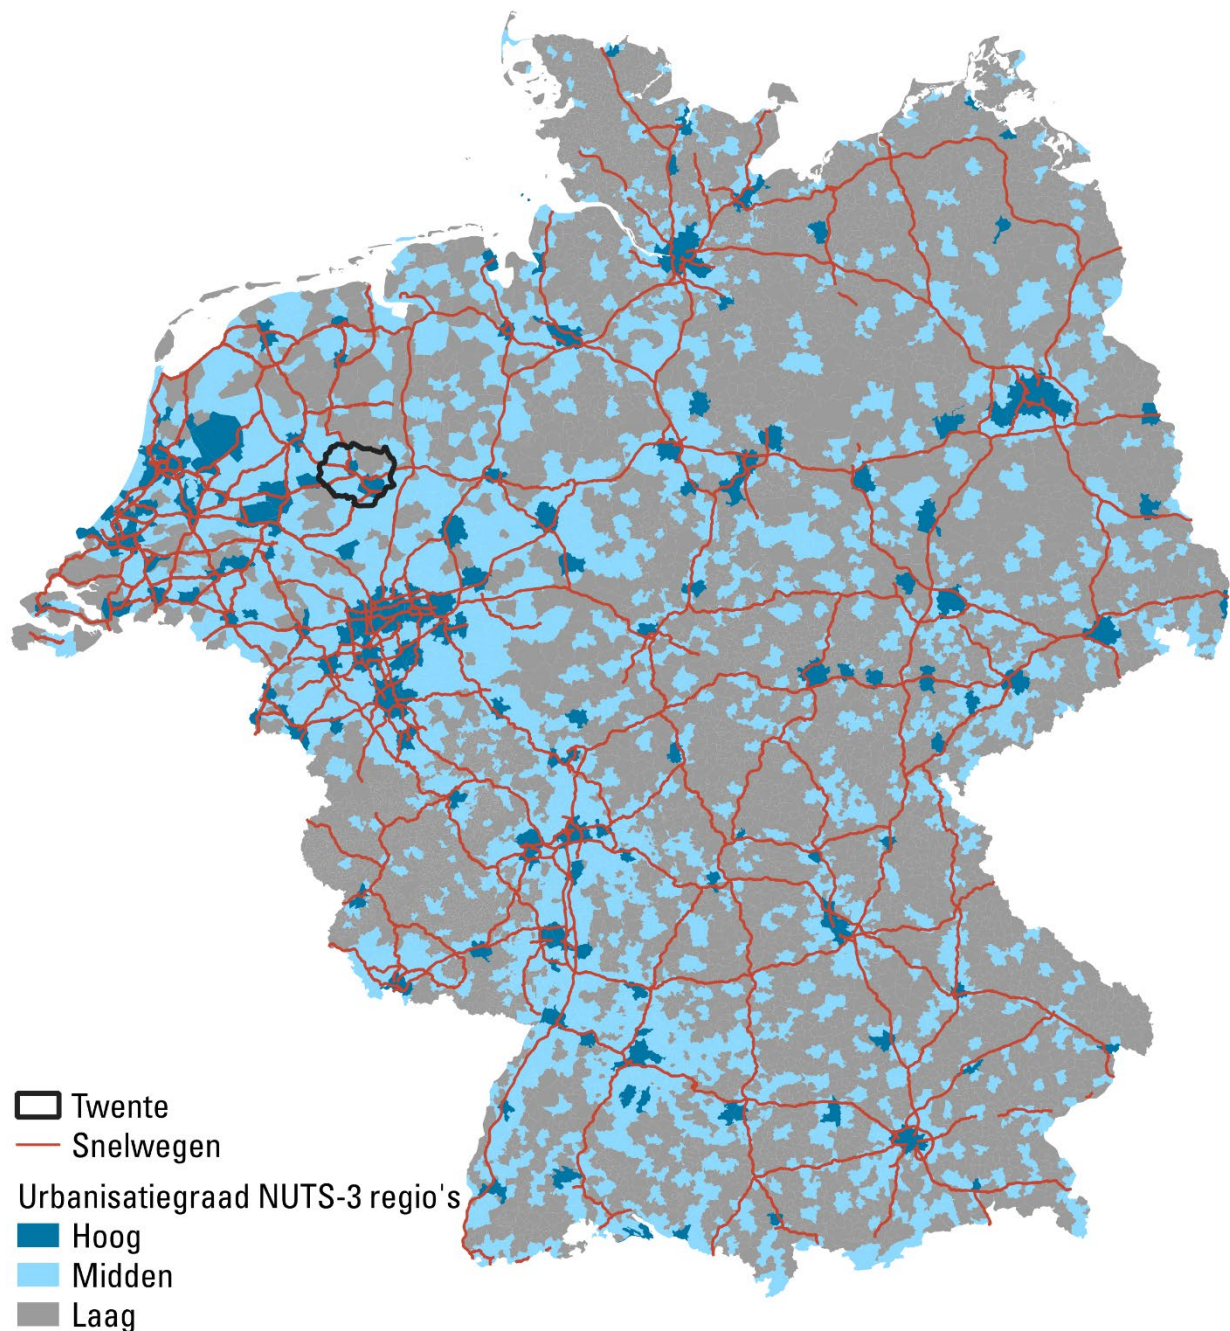 Twente
Snelwegen
Urbanisatiegraad NUTS-3 regio's
Hoog
Midden
Laag